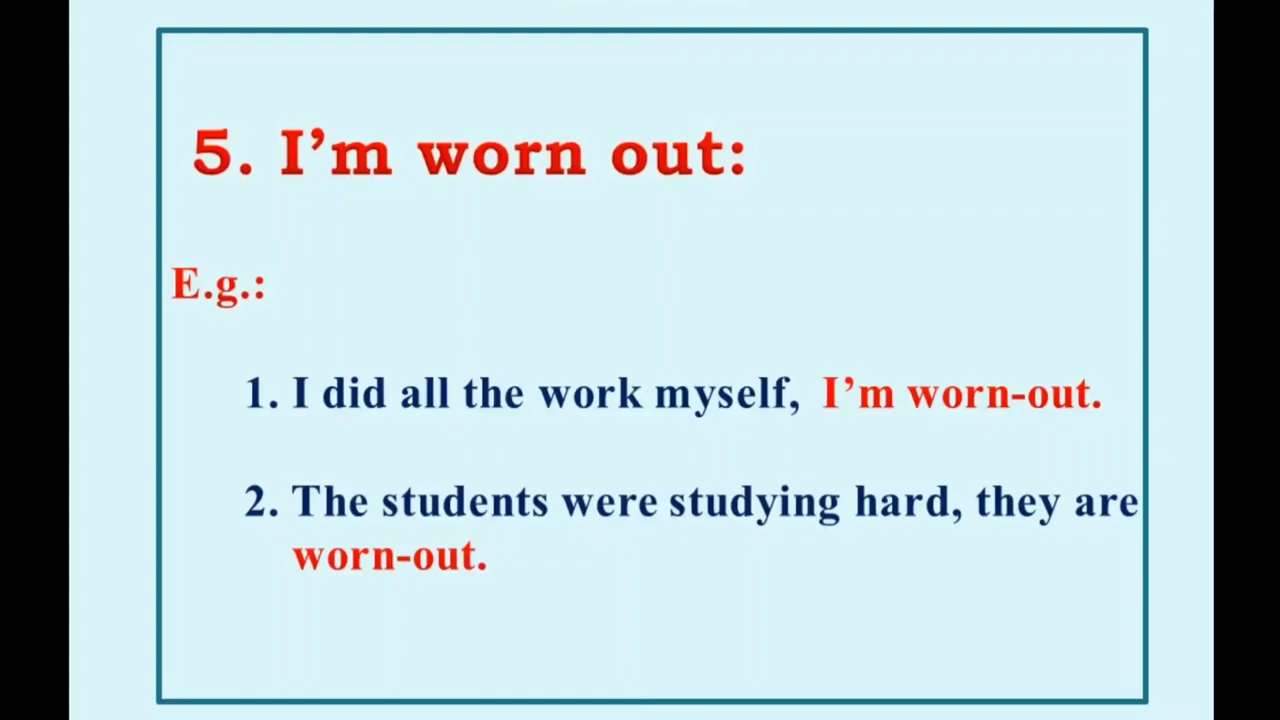 5. I’m worn out:
E.g.:
1. I did all the work myself, I’m worn-out.
2. The students were studying hard, they are
worn-out.